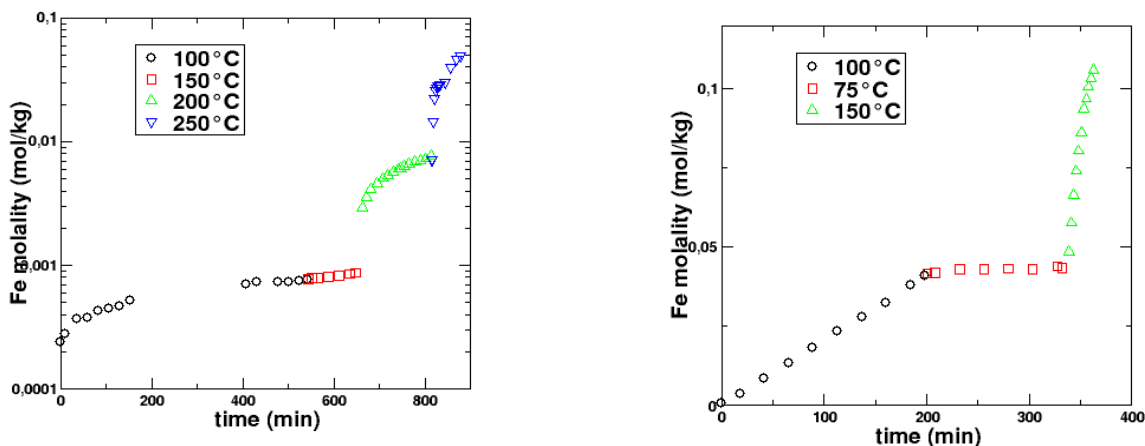 0,1
0,01
0,001
0,0001
Fe molality (mol/kg)
100°C
150°C
200°C
250°C
0 200 400 600 800
time (min)
0,1
0,05
0,0
Fe molality (mol/kg)
100°C
75°C
150°C
0 100 200 300 400
time (min)